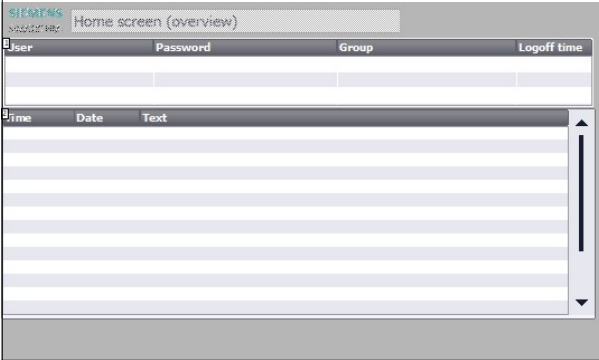 SIEMENS
Home screen (overview)
User Password Group Logoff time
Time Date Text